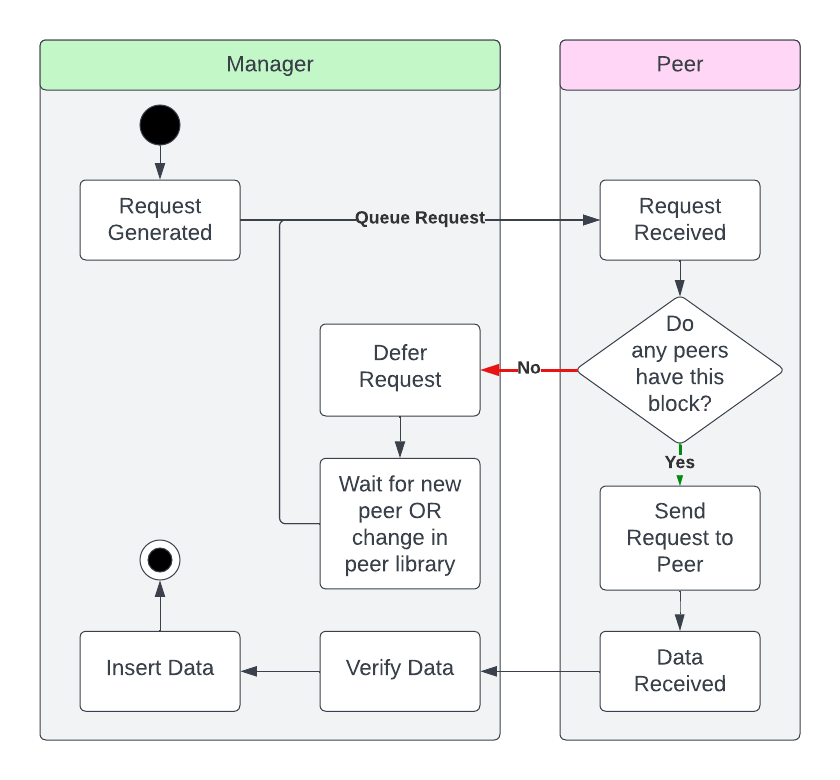 Manager
Peer
Request
Generated
Queue Request
Request
Received
Do
any peers
have this
block?
No
Defer
Request
Yes
Wait for new
peer OR
change in
peer library
Send
Request to
Peer
Insert Data
Verify Data
Data
Received